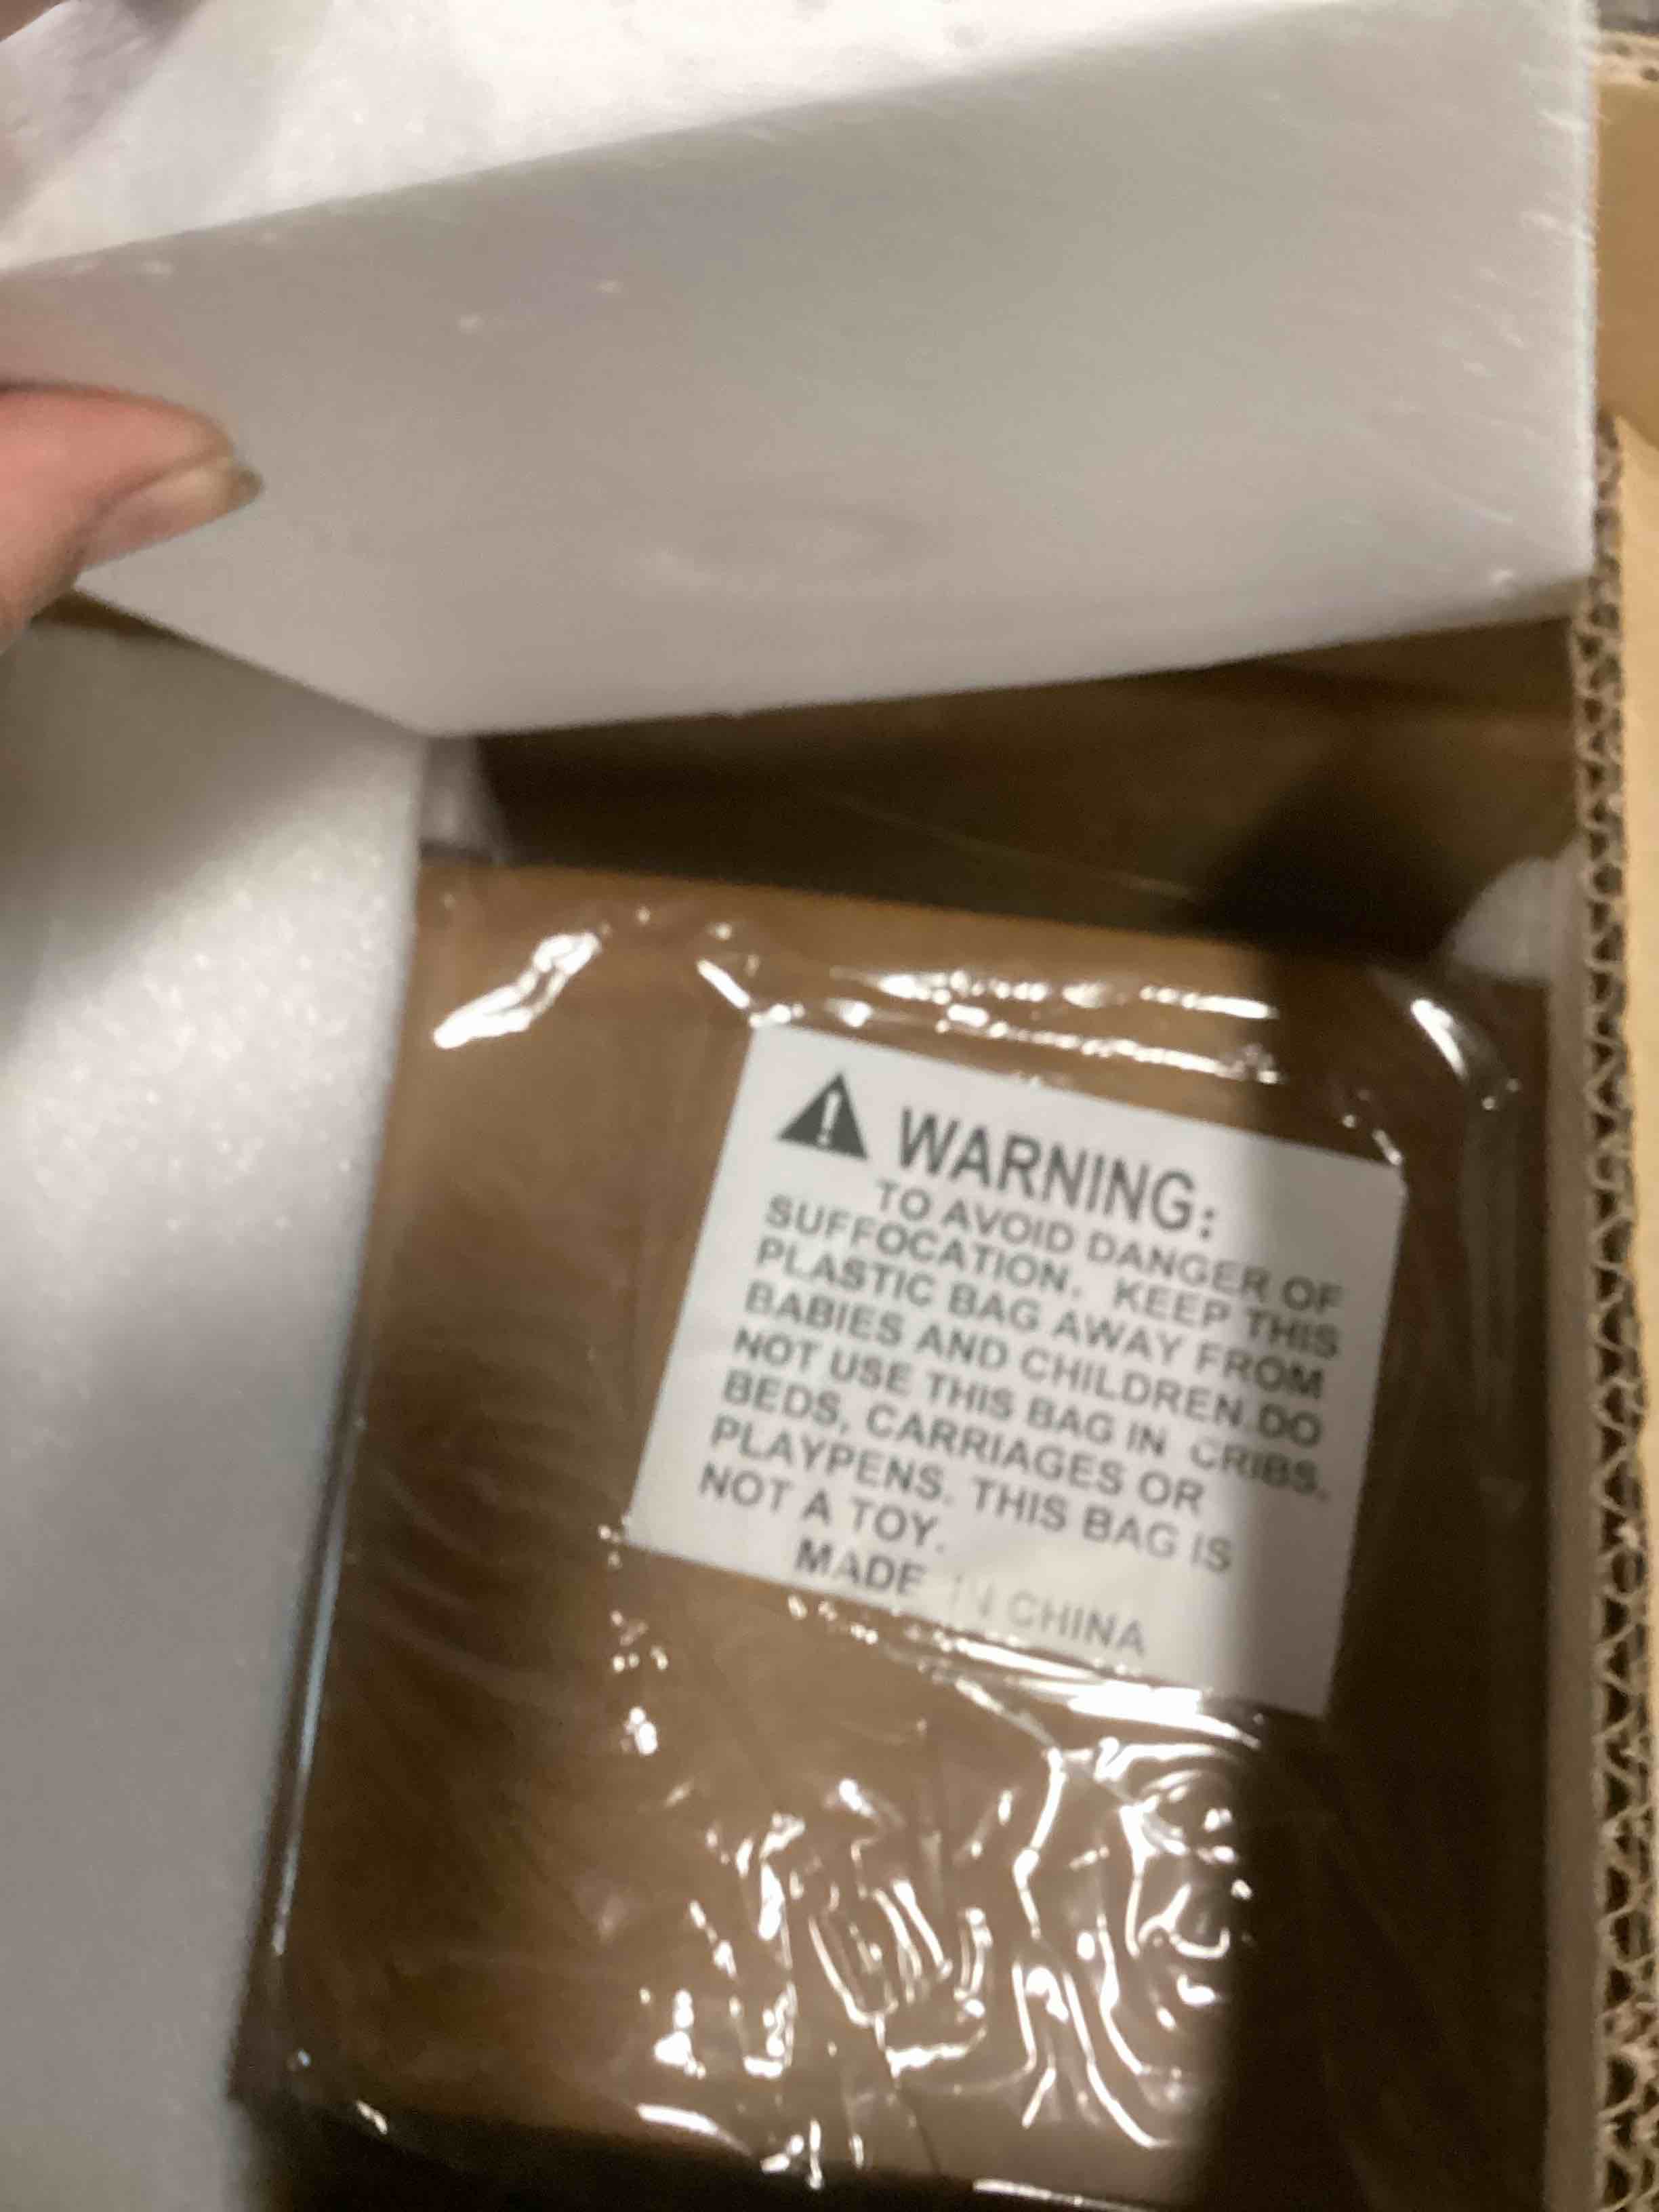 WARNING:
TO AVOID DANGER OF
SUFFOCATION. KEEP THIS
PLASTIC BAG AWAY FROM
BABIES AND CHILDREN.DO
NOT USE THIS BAG IN CRIBS.
BEDS, CARRIAGES OR
PLAYPENS. THIS BAG IS
NOT A TOY.
MADE IN CHINA